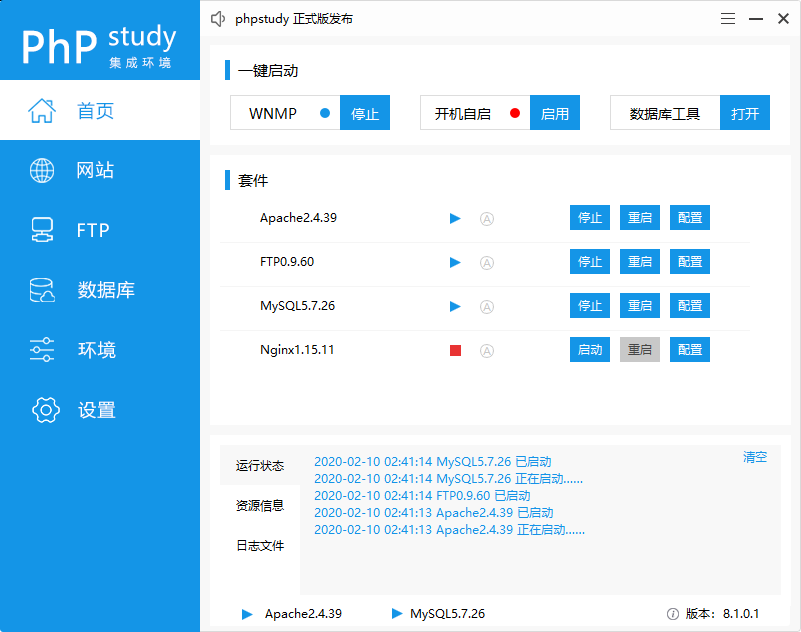 PhP study
集成环境
phpstudy 正式版发布
首页
网站
FTP
数据库
环境
设置
一键启动
WNMP 停止 开机自启 启用 数据库工具 打开
套件
Apache2.4.39 A 停止 重启 配置
FTP0.9.60 A 停止 重启 配置
MySQL5.7.26 A 停止 重启 配置
Nginx1.15.11 A 启动 重启 配置
运行状态
资源信息
日志文件
清空
2020-02-10 02:41:14 MySQL5.7.26 已启动
2020-02-10 02:41:14 MySQL5.7.26 正在启动......
2020-02-10 02:41:14 FTP0.9.60 已启动
2020-02-10 02:41:13 Apache2.4.39 已启动
2020-02-10 02:41:13 Apache2.4.39 正在启动......
Apache2.4.39 MySQL5.7.26 版本：8.1.0.1